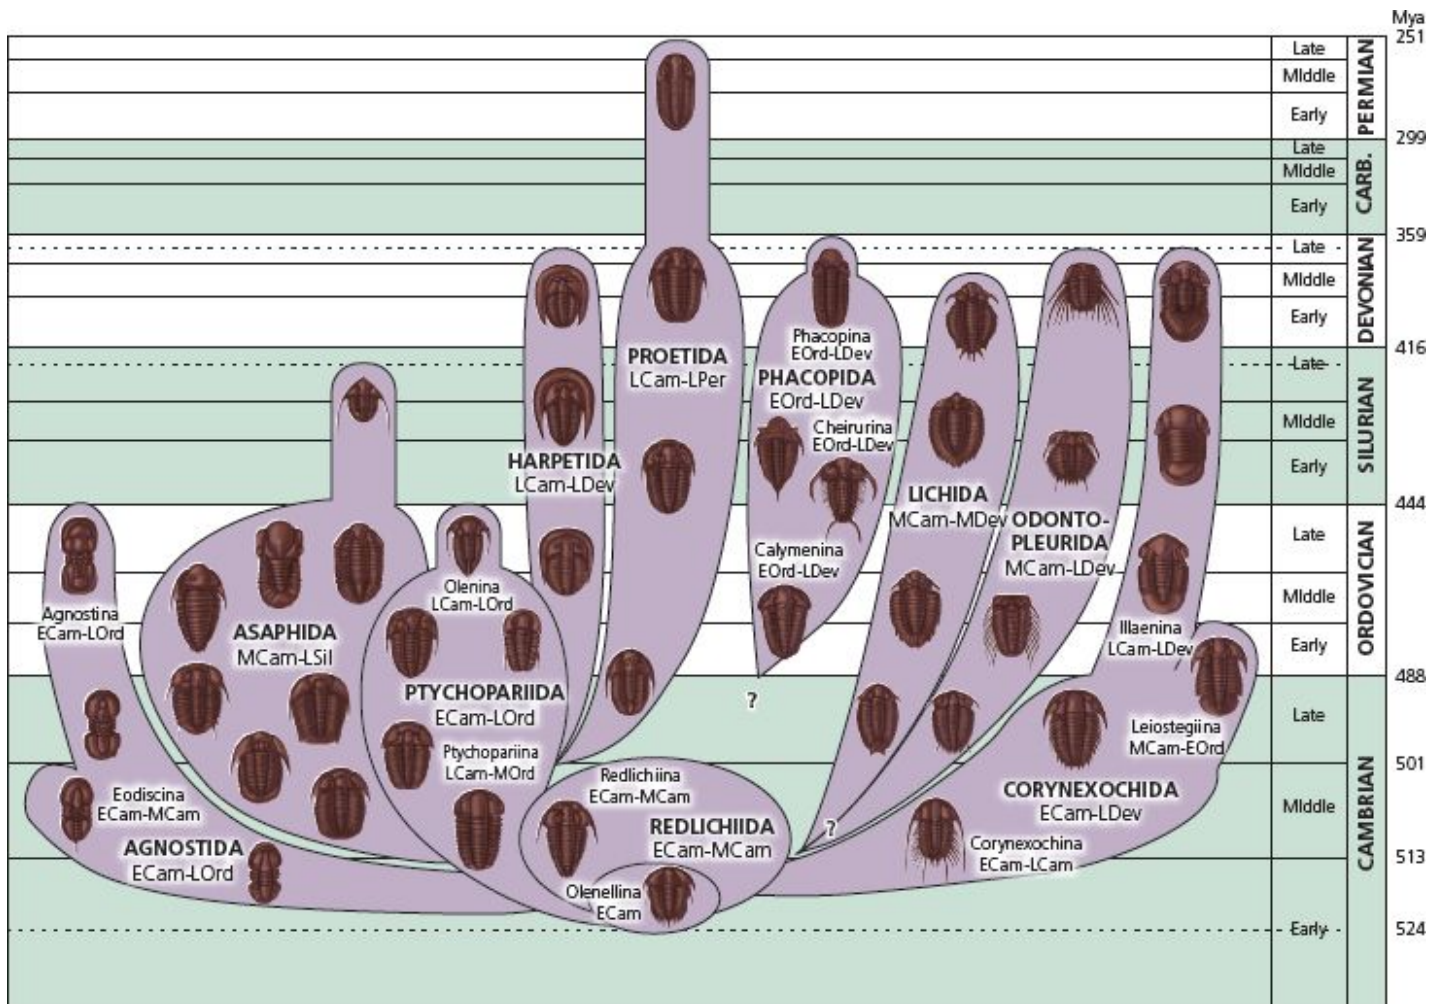 Mya
251
Late
MIddle
Early
PERMIAN
299
Late
MIddle
Early
CARB.
359
Late
MIddle
Early
DEVONIAN
416
Late
MIddle
Early
SILURIAN
444
Late
MIddle
Early
ORDOVICIAN
488
Late
501
MIddle
513
Early
524
CAMBRIAN
Agnostina
ECam-LOrd
Eodiscina
ECam-MCam
AGNOSTIDA
ECam-LOrd
ASAPHIDA
MCam-LSil
Olenina
LCam-LOrd
PTYCHOPARIIDA
ECam-LOrd
Ptychopariina
LCam-MOrd
HARPETIDA
LCam-LDev
PROETIDA
LCam-LPer
Redlichiina
ECam-MCam
REDLICHIIDA
ECam-MCam
Olenellina
ECam
Phacopina
EOrd-LDev
PHACOPIDA
EOrd-LDev
Cheirurina
EOrd-LDev
Calymenina
EOrd-LDev
?
LICHIDA
MCam-MDev
ODONTO-
PLEURIDA
MCam-LDev
?
Illaenina
LCam-LDev
Leiostegiina
MCam-EOrd
CORYNEXOCHIDA
ECam-LDev
Corynexochina
ECam-LCam